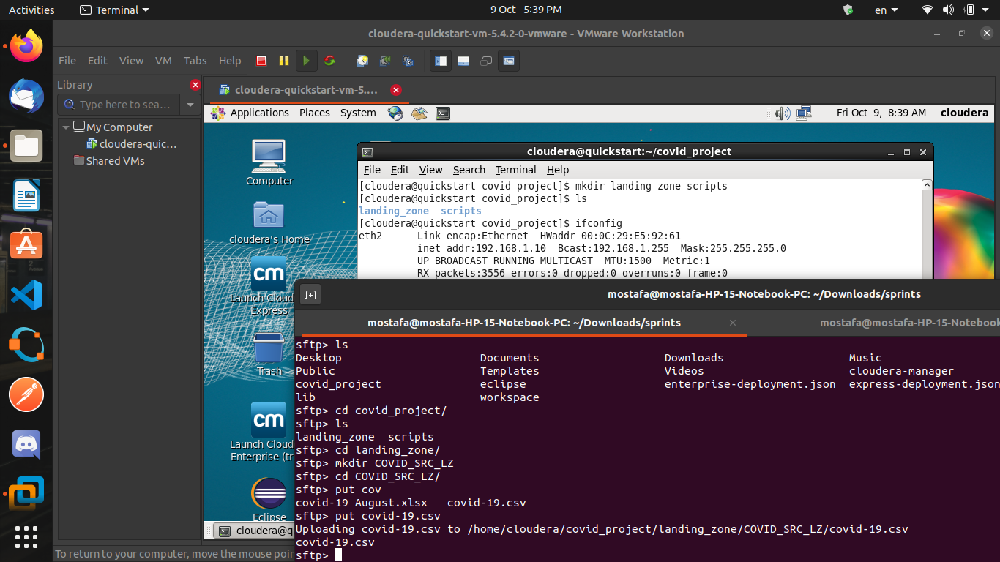 Activities Terminal 9 Oct 5:39 PM en
cloudera-quickstart-vm-5.4.2-0-vmware - VMware Workstation
File Edit View VM Tabs Help
Library
cloudera-quickstart-vm-5....
Type here to sea...
My Computer
cloudera-quic...
Shared VMs
Applications Places System Fri Oct 9, 8:39 AM cloudera
Computer
cloudera's Home
cm
Launch Cloud
Express
Trash
cm
Launch Cloud
Enterprise (tri
Eclipse
cloudera@quickstart:~/covid_project
File Edit View Search Terminal Help
[cloudera@quickstart covid_project]$ mkdir landing_zone scripts
[cloudera@quickstart covid_project]$ ls
landing_zone scripts
[cloudera@quickstart covid_project]$ ifconfig
eth2 Link encap:Ethernet HWaddr 00:0C:29:E5:92:61
inet addr:192.168.1.10 Bcast:192.168.1.255 Mask:255.255.255.0
UP BROADCAST RUNNING MULTICAST MTU:1500 Metric:1
RX packets:3556 errors:0 dropped:0 overruns:0 frame:0
mostafa@mostafa-HP-15-Notebook-PC: ~/Downloads/sprints
mostafa@mostafa-HP-15-Notebook-PC: ~/Downloads/sprints mostafa@mostafa-HP-15-Notebook
sftp> ls
Desktop Documents Downloads Music
Public Templates Videos cloudera-manager
covid_project eclipse enterprise-deployment.json express-deployment.json
lib workspace
sftp> cd covid_project/
sftp> ls
landing_zone scripts
sftp> cd landing_zone/
sftp> mkdir COVID_SRC_LZ
sftp> cd COVID_SRC_LZ/
sftp> put cov
covid-19 August.xlsx covid-19.csv
sftp> put covid-19.csv
Uploading covid-19.csv to /home/cloudera/covid_project/landing_zone/COVID_SRC_LZ/covid-19.csv
covid-19.csv
sftp>
cloudera@q
To return to your computer, move the mouse poin